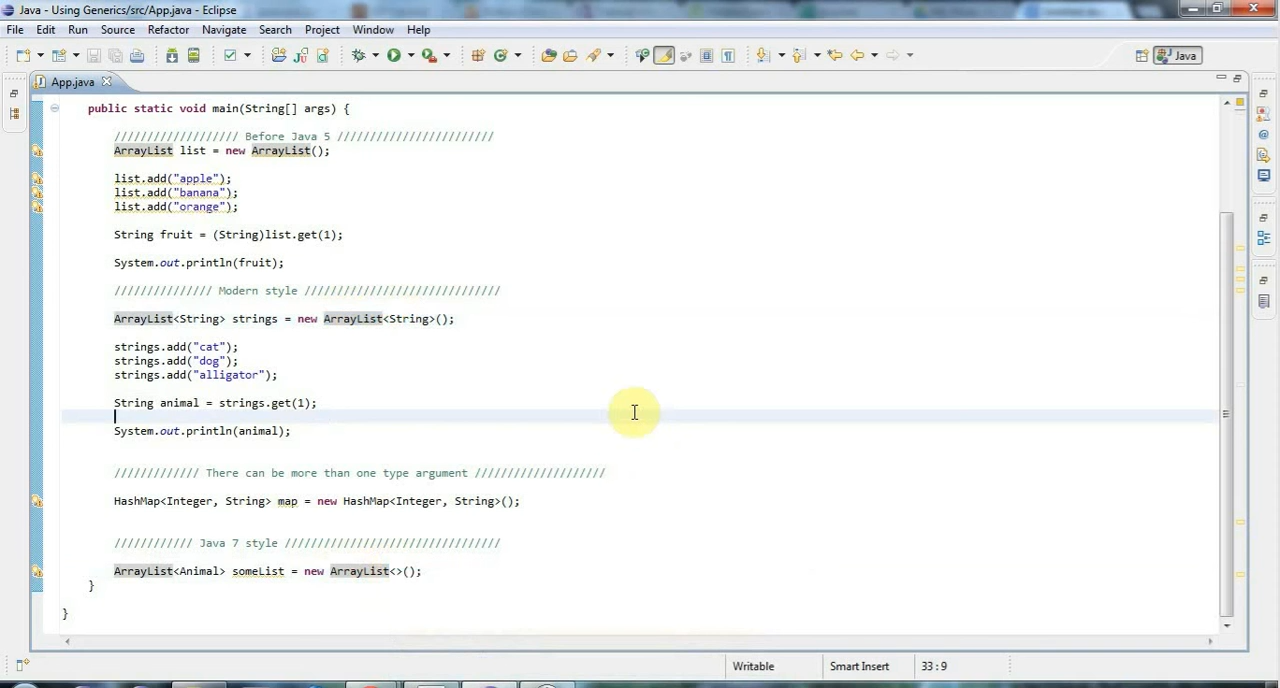 Java - Using Generics/src/App.java - Eclipse
File Edit Run Source Refactor Navigate Search Project Window Help
Java
App.java
public static void main(String[] args) {
/////////////////// Before Java 5 ////////////////////////
ArrayList list = new ArrayList();
list.add("apple");
list.add("banana");
list.add("orange");
String fruit = (String)list.get(1);
System.out.println(fruit);
/////////////// Modern style //////////////////////////////
ArrayList<String> strings = new ArrayList<String>();
strings.add("cat");
strings.add("dog");
strings.add("alligator");
String animal = strings.get(1);
System.out.println(animal);
///////////// There can be more than one type argument ////////////////////
HashMap<Integer, String> map = new HashMap<Integer, String>();
//////////// Java 7 style /////////////////////////////////
ArrayList<Animal> someList = new ArrayList<>();
}
}
Writable Smart Insert 33 : 9